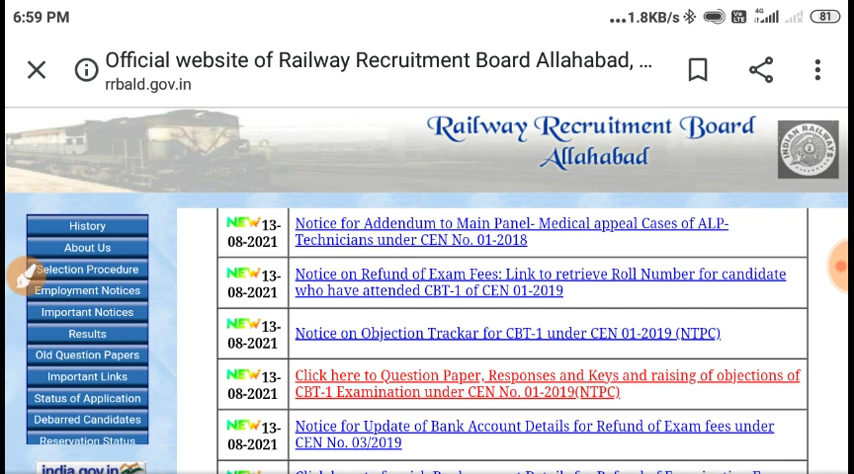 6:59 PM
...1.8KB/s
4G
81
Official website of Railway Recruitment Board Allahabad, ...
rrbald.gov.in
Railway Recruitment Board
Allahabad
INDIAN RAILWAYS
History
About Us
Selection Procedure
Employment Notices
Important Notices
Results
Old Question Papers
Important Links
Status of Application
Debarred Candidates
Reservation Status
india.gov.in
NEW 13-
08-2021
Notice for Addendum to Main Panel- Medical appeal Cases of ALP-
Technicians under CEN No. 01-2018
NEW 13-
08-2021
Notice on Refund of Exam Fees: Link to retrieve Roll Number for candidate
who have attended CBT-1 of CEN 01-2019
NEW 13-
08-2021
Notice on Objection Trackar for CBT-1 under CEN 01-2019 (NTPC)
NEW 13-
08-2021
Click here to Question Paper, Responses and Keys and raising of objections of
CBT-1 Examination under CEN No. 01-2019(NTPC)
NEW 13-
08-2021
Notice for Update of Bank Account Details for Refund of Exam fees under
CEN No. 03/2019